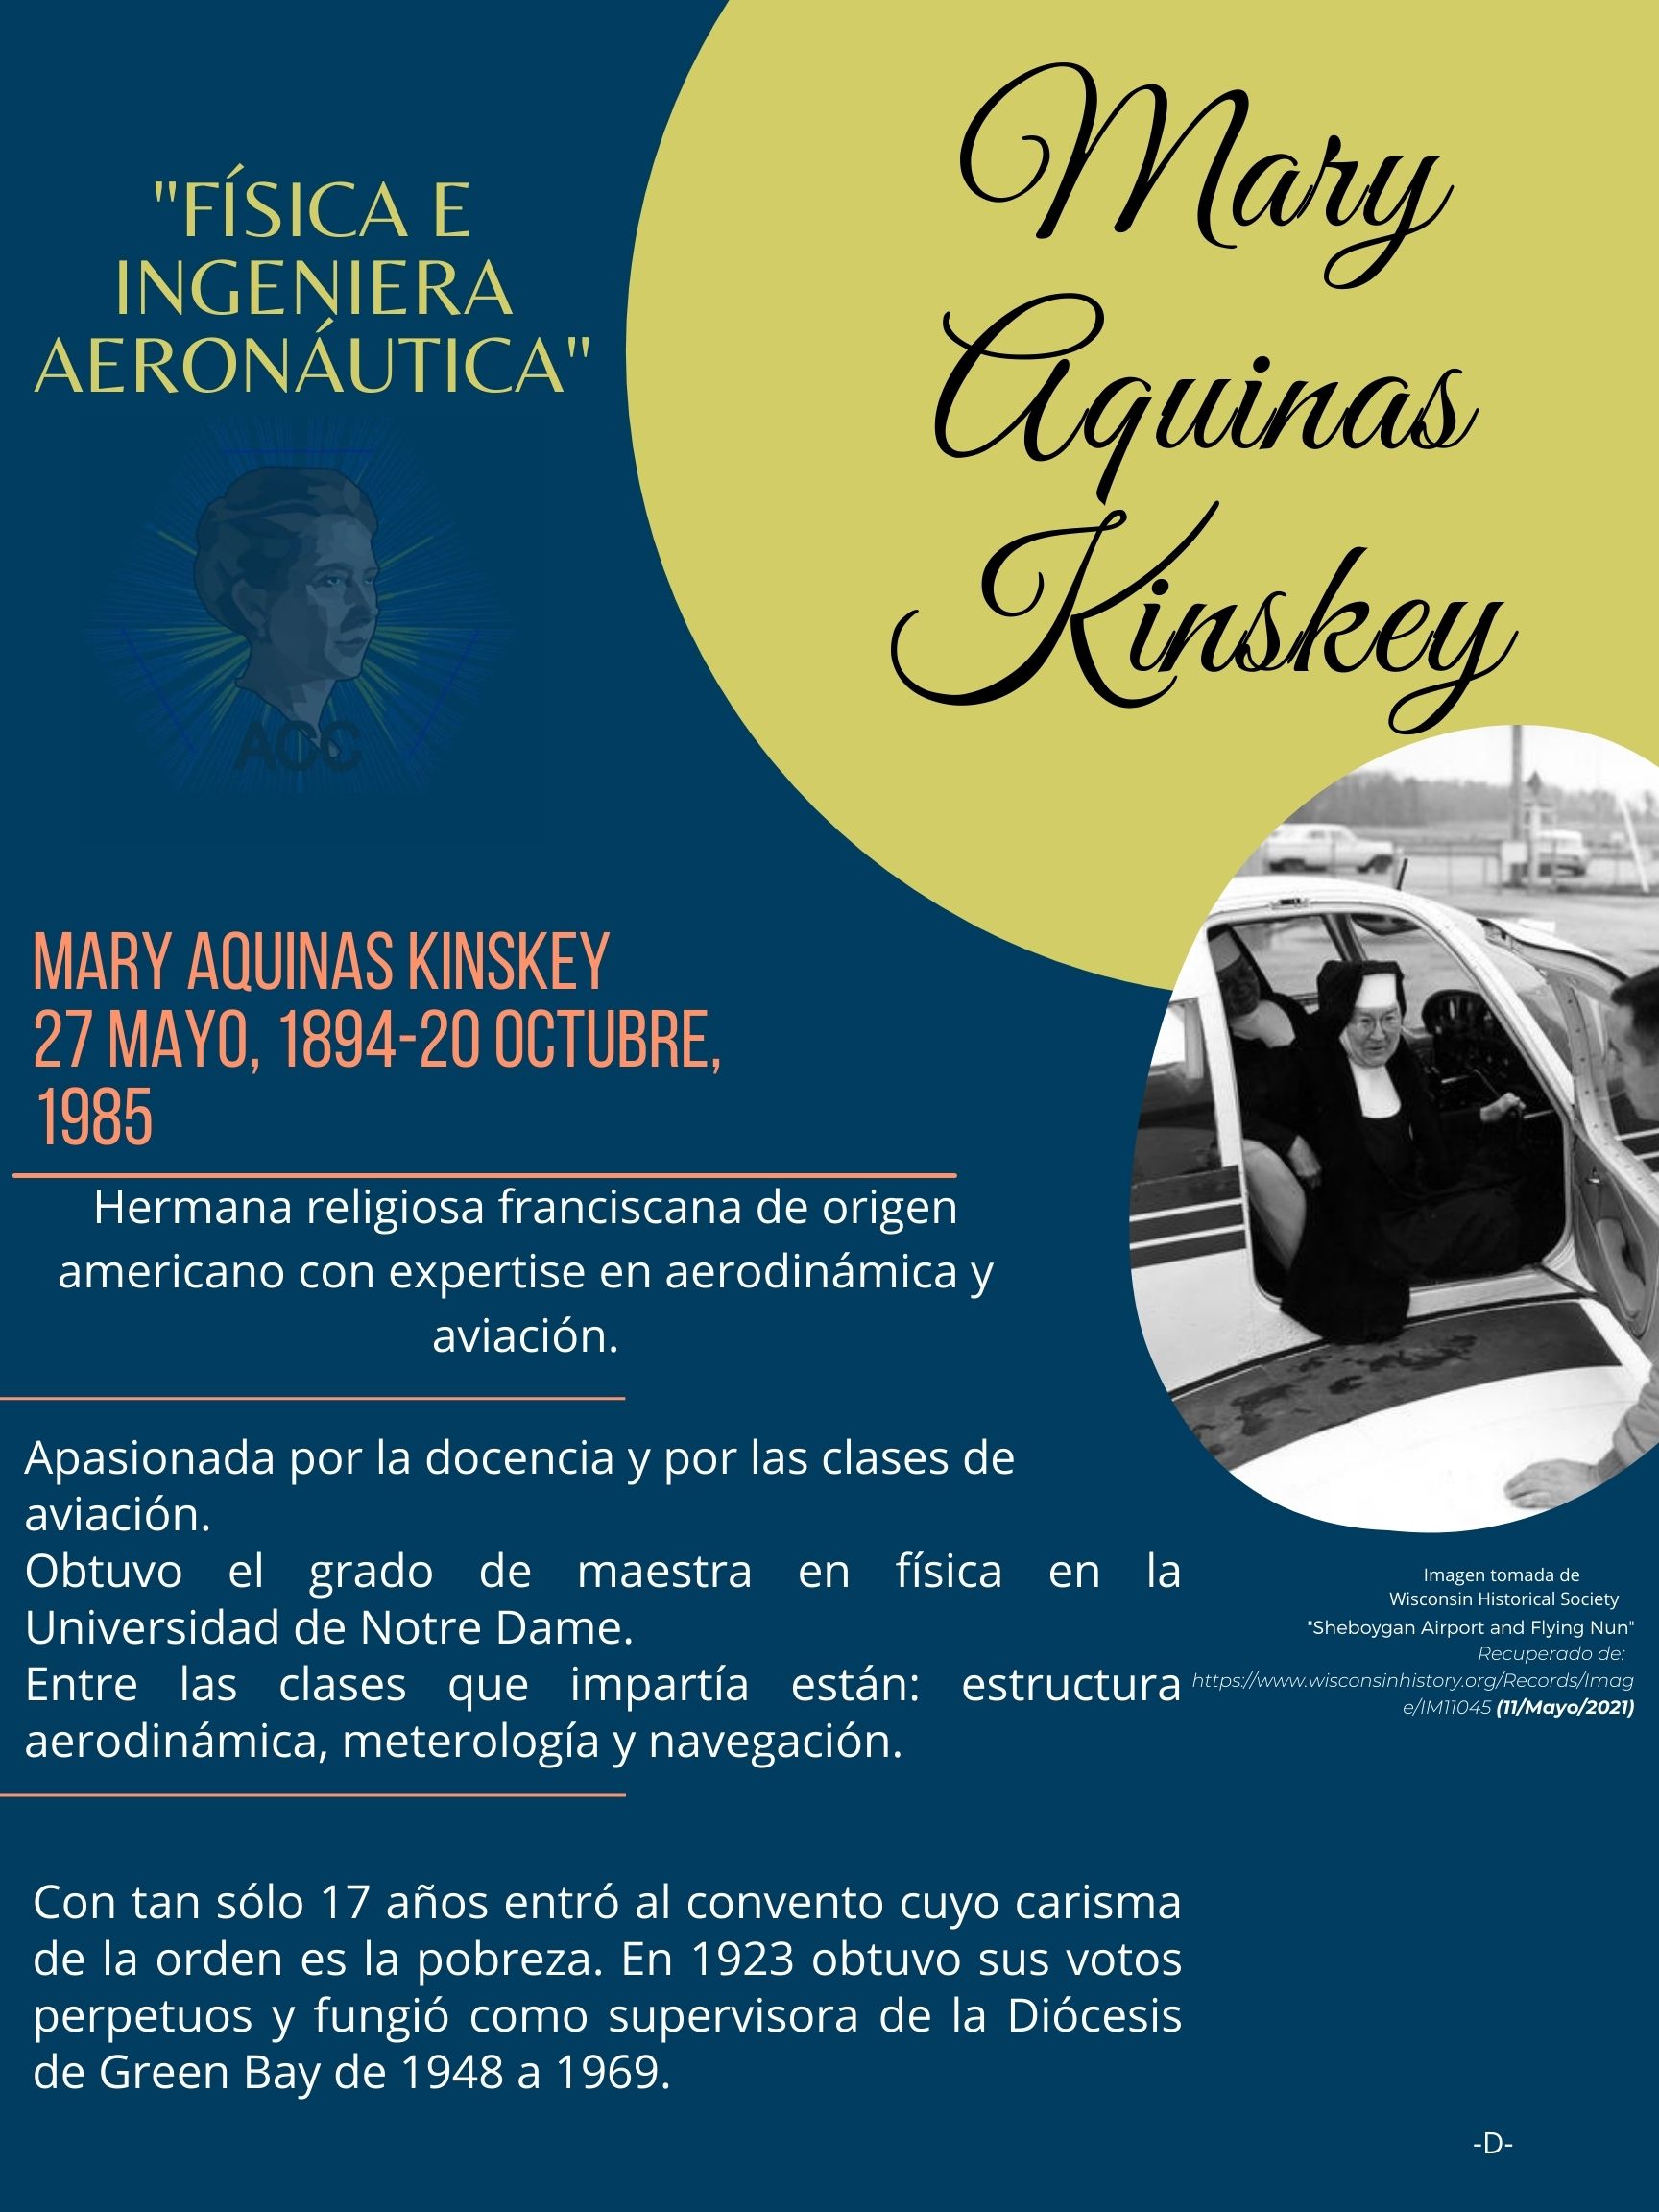 "FÍSICA E
INGENIERA
AERONÁUTICA"
Mary
Aquinas
Kinskey
ACC
MARY AQUINAS KINSKEY
27 MAYO, 1894-20 OCTUBRE,
1985
Hermana religiosa franciscana de origen
americano con expertise en aerodinámica y
aviación.
Apasionada por la docencia y por las clases de
aviación.
Obtuvo el grado de maestra en física en la
Universidad de Notre Dame.
Entre las clases que impartía están: estructura
aerodinámica, meterología y navegación.
Imagen tomada de
Wisconsin Historical Society
"Sheboygan Airport and Flying Nun"
Recuperado de:
https://www.wisconsinhistory.org/Records/Imag
e/IM11045 (11/Mayo/2021)
Con tan sólo 17 años entró al convento cuyo carisma
de la orden es la pobreza. En 1923 obtuvo sus votos
perpetuos y fungió como supervisora de la Diócesis
de Green Bay de 1948 a 1969.
-D-